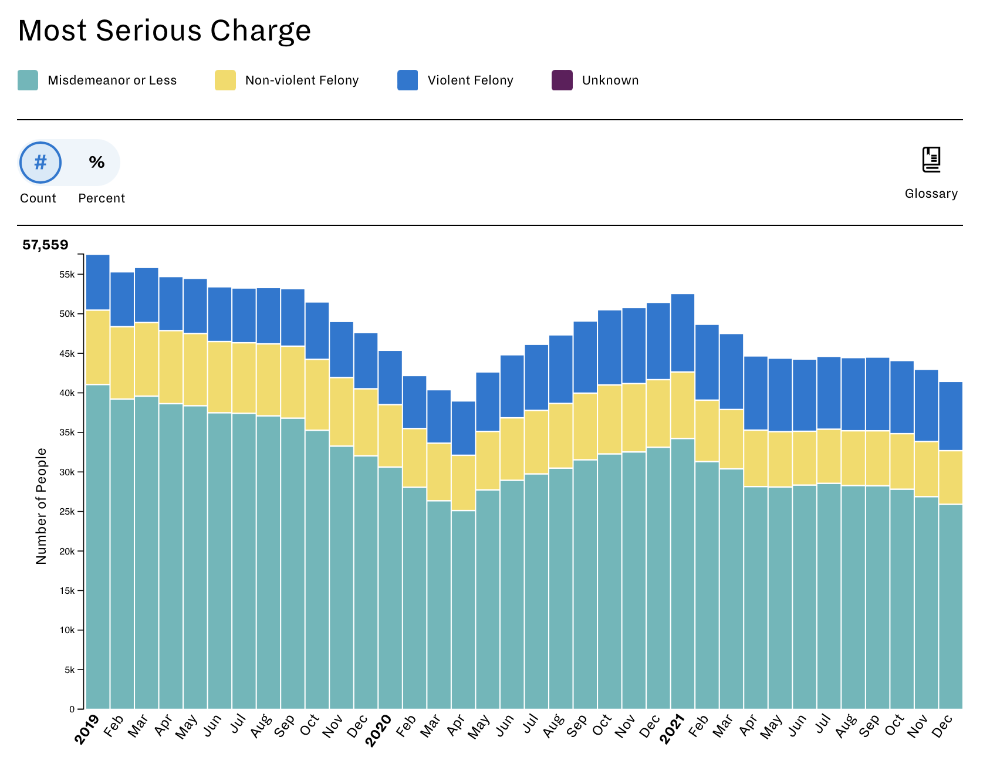 Most Serious Charge
Misdemeanor or Less Non-violent Felony Violent Felony Unknown
# %
Count Percent
Glossary
57,559
55k
50k
45k
40k
35k
30k
25k
20k
15k
10k
5k
0
Number of People
2019 Feb Mar Apr May Jun Jul Aug Sep Oct Nov Dec 2020 Feb Mar Apr May Jun Jul Aug Sep Oct Nov Dec 2021 Feb Mar Apr May Jun Jul Aug Sep Oct Nov Dec